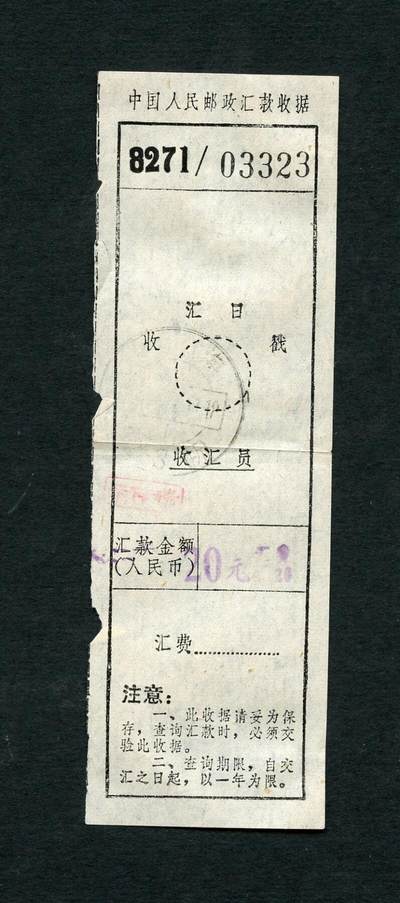 中国人民邮政汇款收据
8271/03323
汇日
收 戳
收汇员
汇款金额
(人民币)
20元
20
汇费
注意：
一、此收据请妥为保
存，查询汇款时，必须交
验此收据。
二、查询期限，自交
汇之日起，以一年为限。